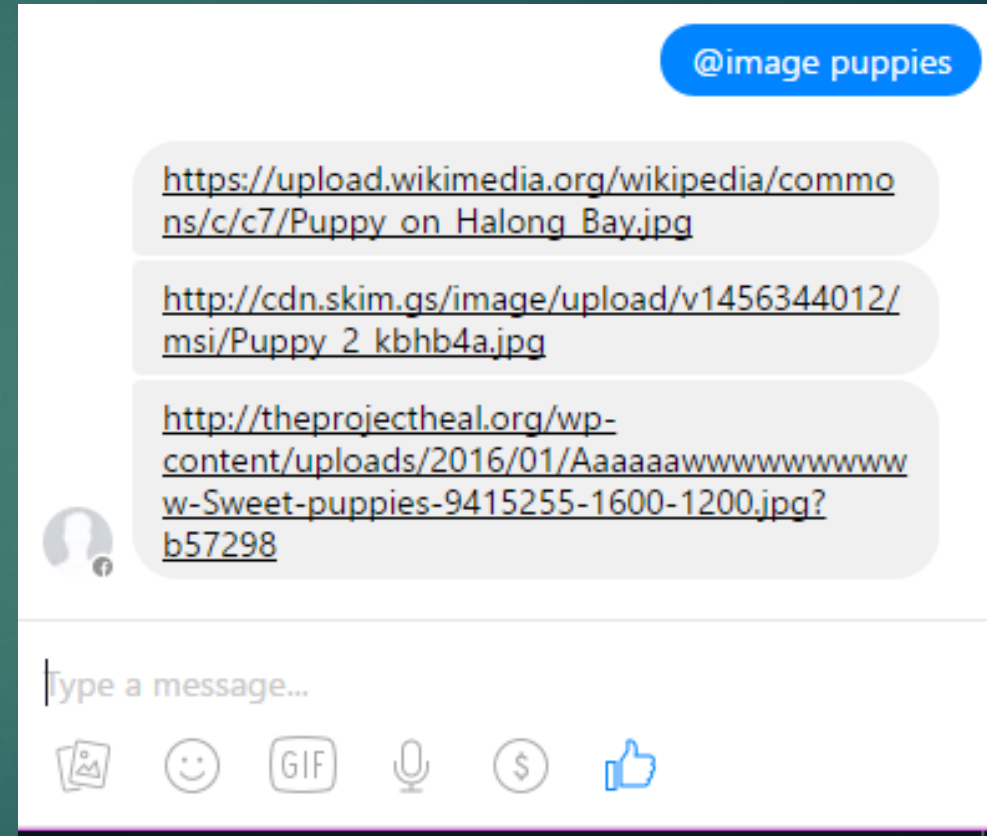 @image puppies
https://upload.wikimedia.org/wikipedia/commo
ns/c/c7/Puppy_on_Halong_Bay.jpg
http://cdn.skim.gs/image/upload/v1456344012/
msi/Puppy_2_kbhb4a.jpg
http://theprojectheal.org/wp-
content/uploads/2016/01/Aaaaaawwwwwwwwww
w-Sweet-puppies-9415255-1600-1200.jpg?
b57298
Type a message...
GIF
$